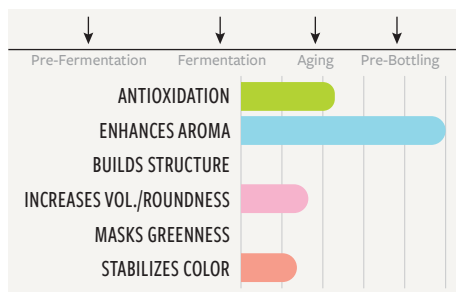 Pre-Fermentation Fermentation Aging Pre-Bottling
ANTIOXIDATION
ENHANCES AROMA
BUILDS STRUCTURE
INCREASES VOL./ROUNDNESS
MASKS GREENNESS
STABILIZES COLOR